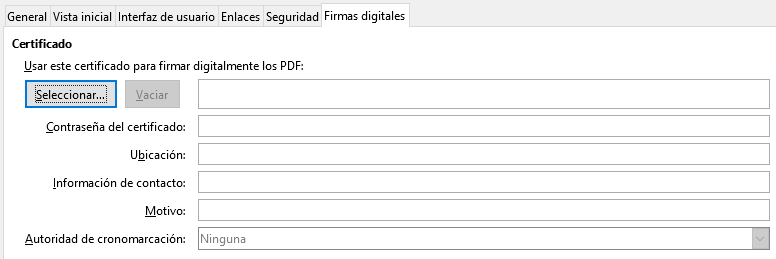 General Vista inicial Interfaz de usuario Enlaces Seguridad Firmas digitales
Certificado
Usar este certificado para firmar digitalmente los PDF:
Seleccionar... Vaciar
Contraseña del certificado:
Ubicación:
Información de contacto:
Motivo:
Autoridad de cronomarcación: Ninguna